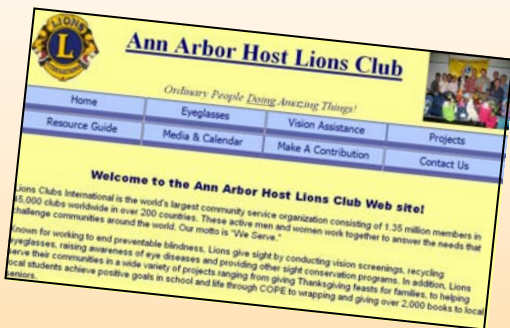 LIONS
L
INTERNATIONAL
Ann Arbor Host Lions Club
Ordinary People Doing Amazing Things!
Home Eyeglasses Vision Assistance Projects
Resource Guide Media & Calendar Make A Contribution Contact Us
Welcome to the Ann Arbor Host Lions Club Web site!
Lions Clubs International is the world's largest community service organization consisting of 1.35 million members in
45,000 clubs worldwide in over 200 countries. These active men and women work together to answer the needs that
challenge communities around the world. Our motto is "We Serve."
Known for working to end preventable blindness, Lions give sight by conducting vision screenings, recycling
eyeglasses, raising awareness of eye diseases and providing other sight conservation programs. In addition, Lions
serve their communities in a wide variety of projects ranging from giving Thanksgiving feasts for families, to helping
local students achieve positive goals in school and life through COPE to wrapping and giving over 2,000 books to local
seniors.